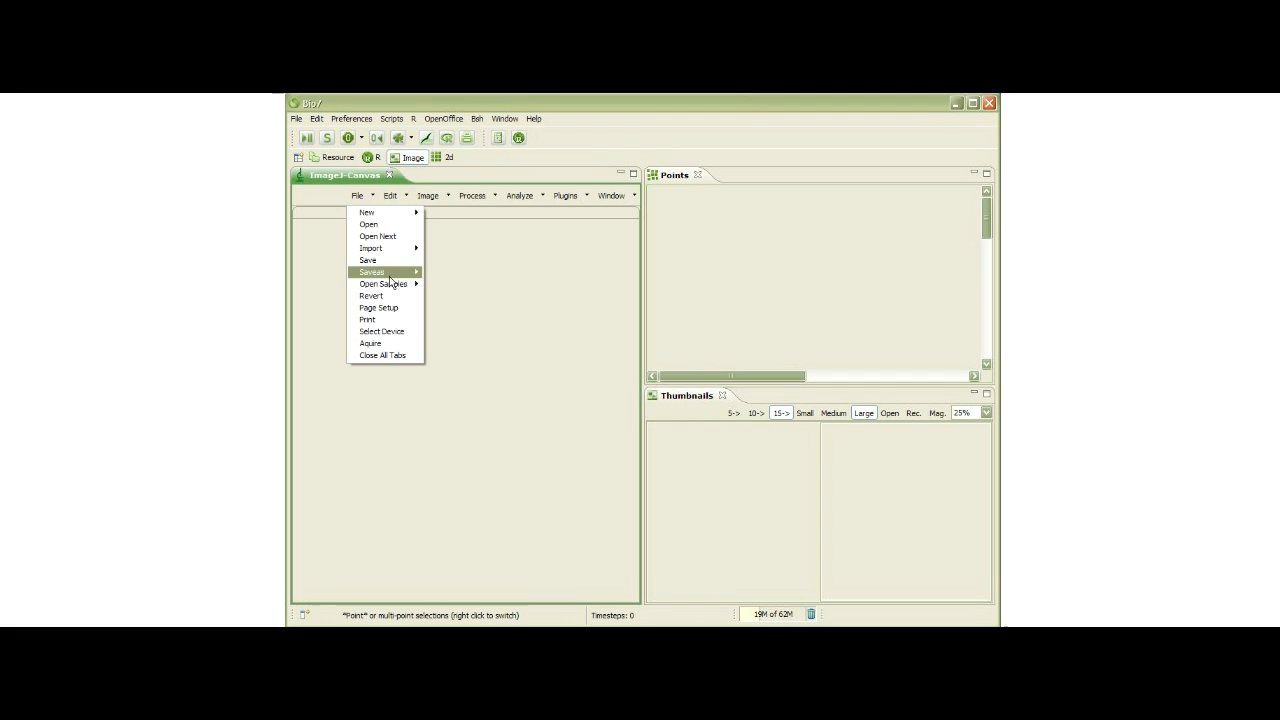 Bio7
File Edit Preferences Scripts R OpenOffice Bsh Window Help
S
Resource R Image 2d
ImageJ-Canvas
Points
File Edit Image Process Analyze Plugins Window
New
Open
Open Next
Import
Save
Saveas
Open Samples
Revert
Page Setup
Print
Select Device
Aquire
Close All Tabs
Thumbnails
5-> 10-> 15-> Small Medium Large Open Rec. Mag. 25%
*Point* or multi-point selections (right click to switch) Timesteps: 0 19M of 62M